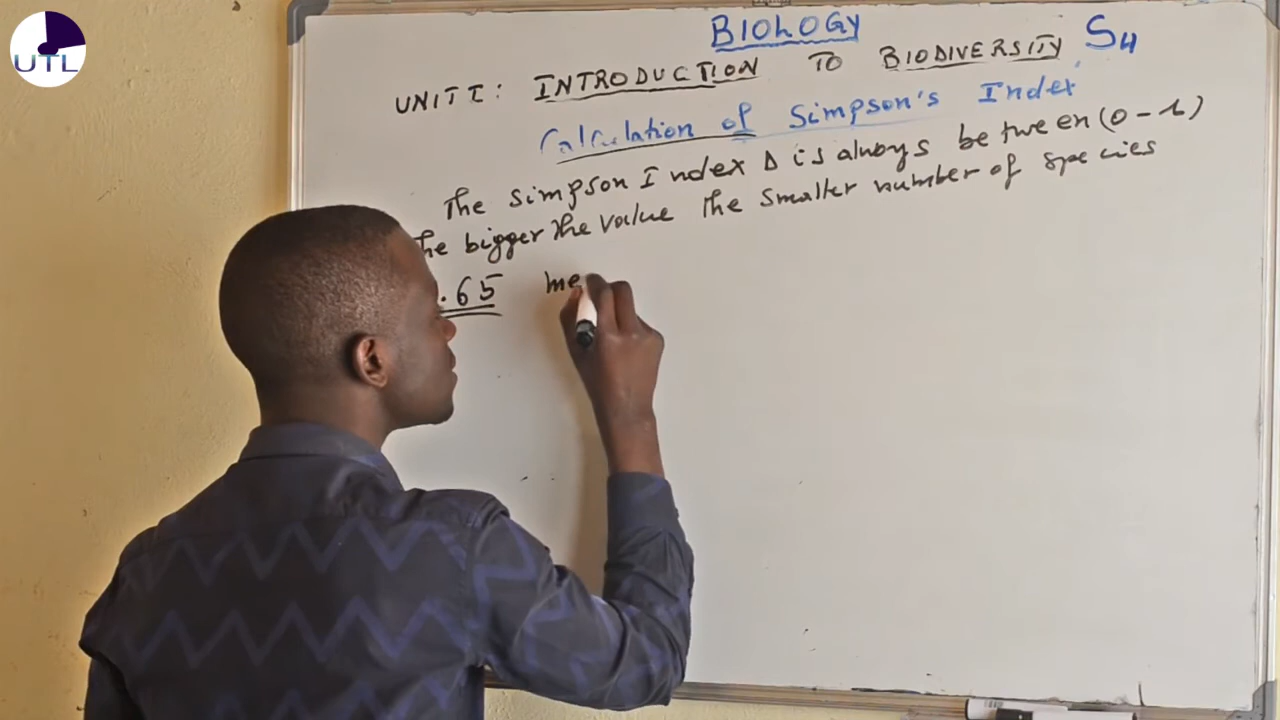 UTL
BIOLOGY S4
UNIT I: INTRODUCTION TO BIODIVERSITY
Calculation of Simpson's Index
The Simpson Index Δ is always between (0-1)
he bigger the value the smaller number of species
.65 me